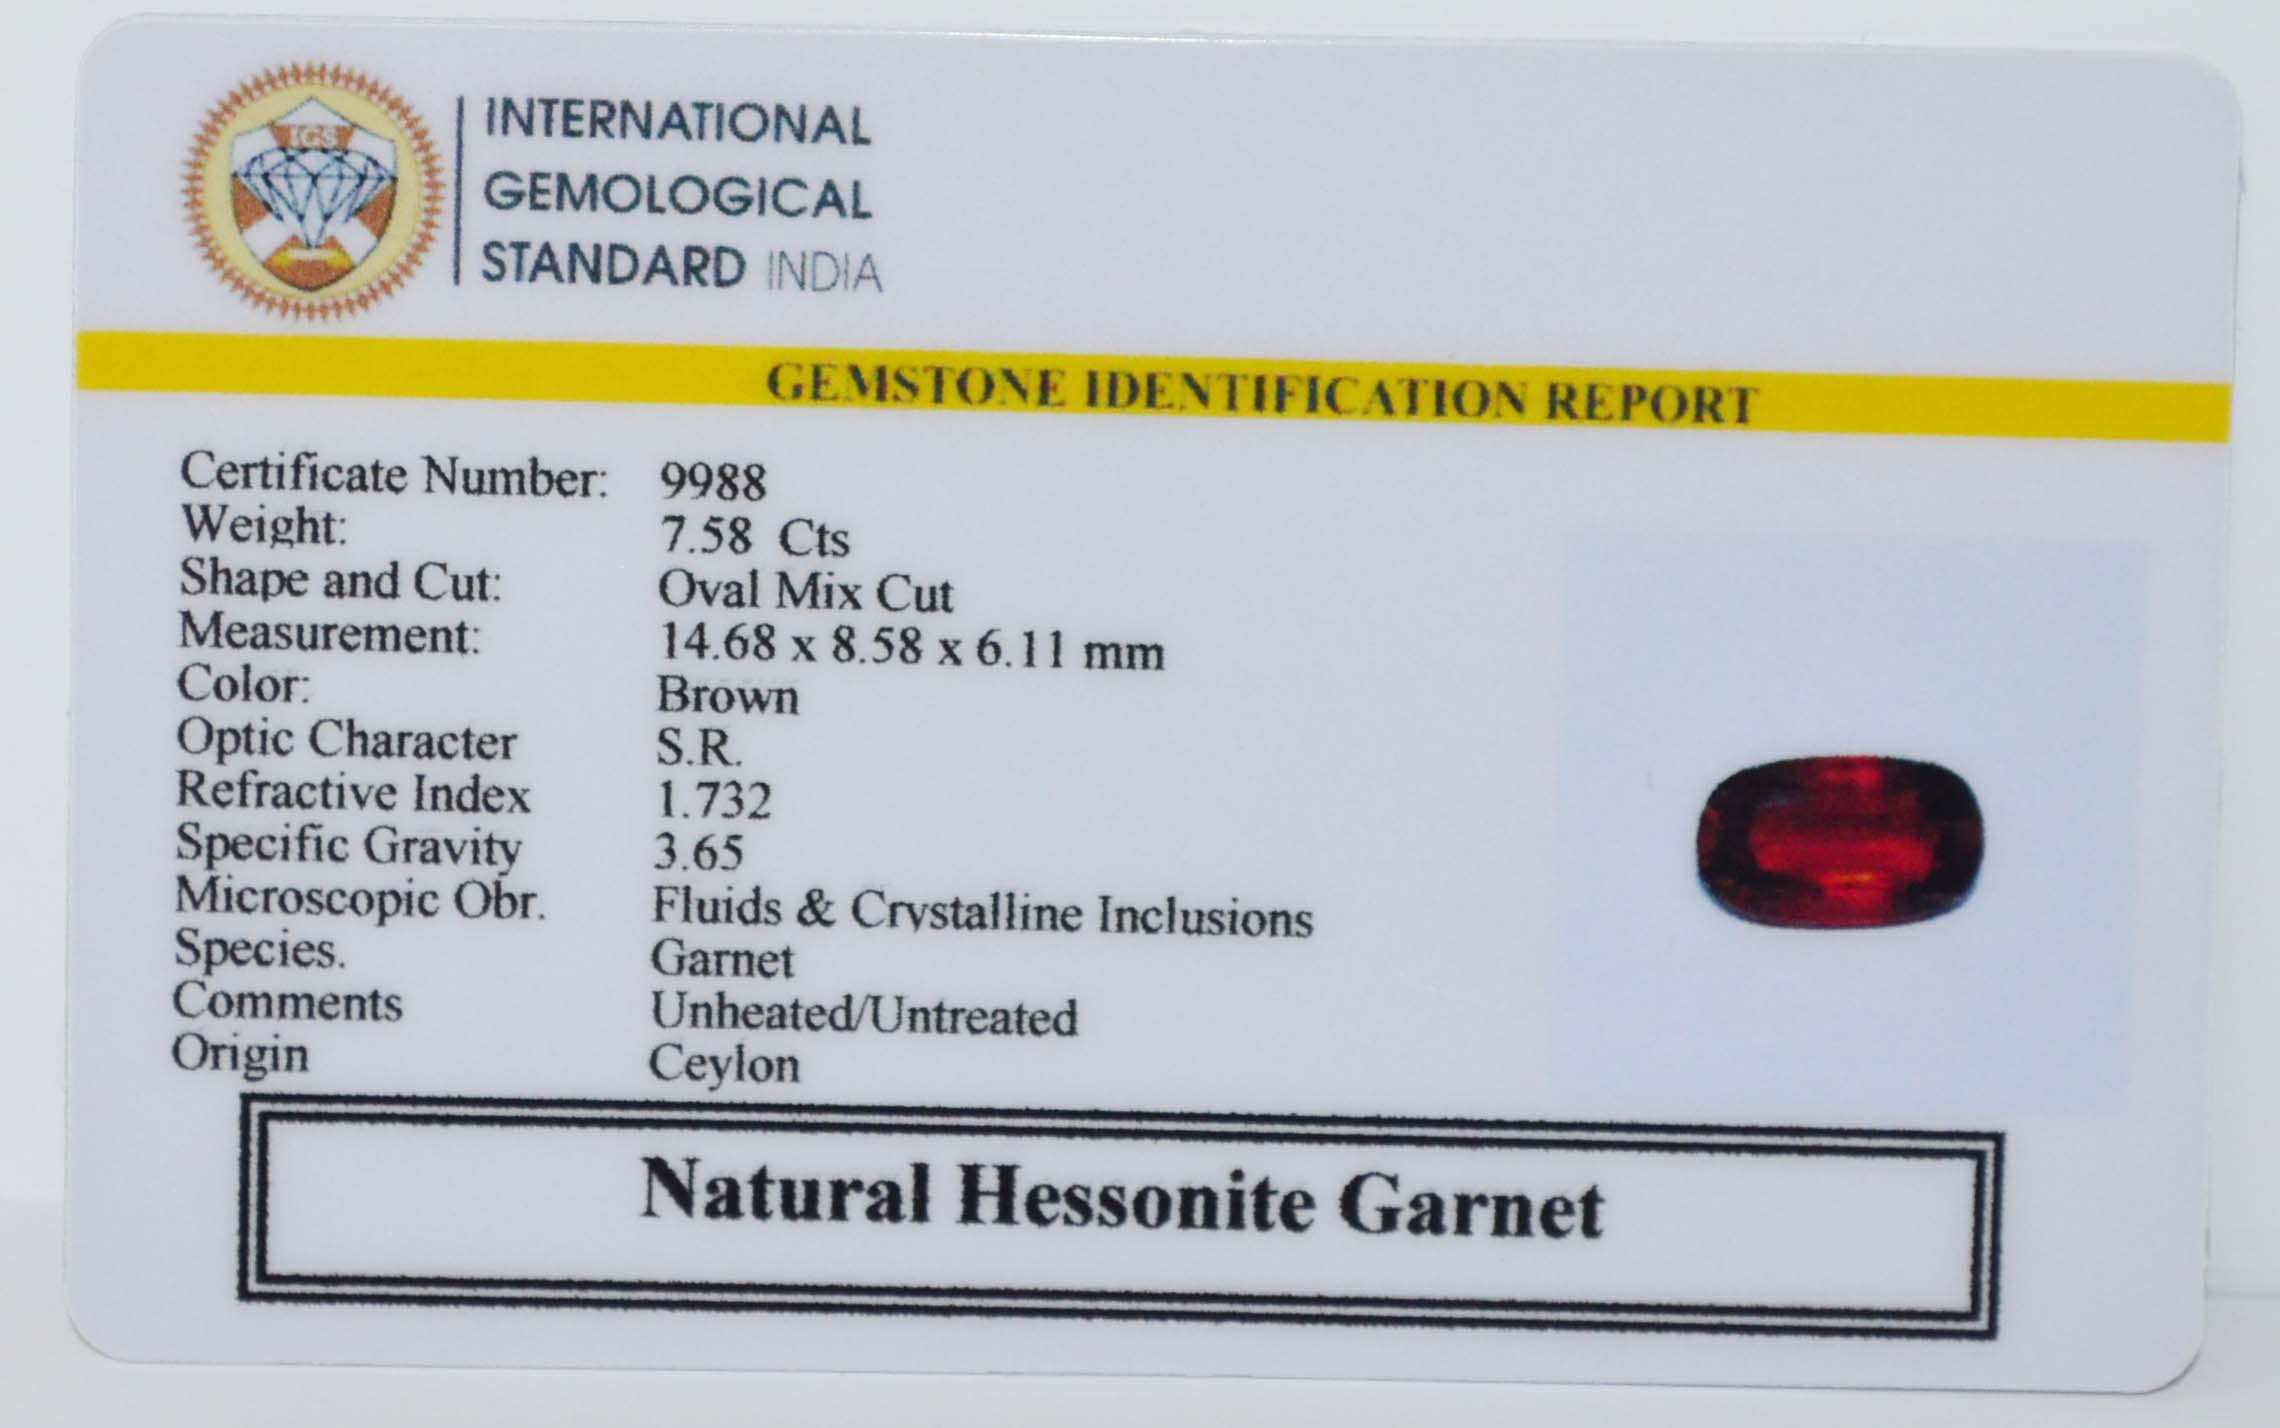 IGS
INTERNATIONAL
GEMOLOGICAL
STANDARD INDIA
GEMSTONE IDENTIFICATION REPORT
Certificate Number: 9988
Weight: 7.58 Cts
Shape and Cut: Oval Mix Cut
Measurement: 14.68 x 8.58 x 6.11 mm
Color: Brown
Optic Character S.R.
Refractive Index 1.732
Specific Gravity 3.65
Microscopic Obr. Fluids & Crystalline Inclusions
Species. Garnet
Comments Unheated/Untreated
Origin Ceylon
Natural Hessonite Garnet